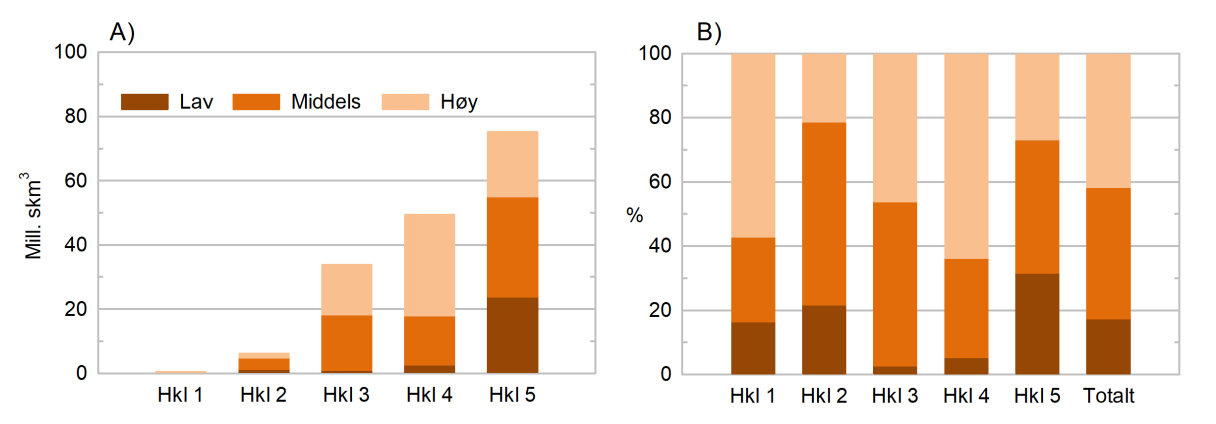 A)
100
80
60
40
20
0
Mill. skm³
Lav Middels Høy
Hkl 1 Hkl 2 Hkl 3 Hkl 4 Hkl 5
B)
100
80
60
40
20
0
%
Hkl 1 Hkl 2 Hkl 3 Hkl 4 Hkl 5 Totalt